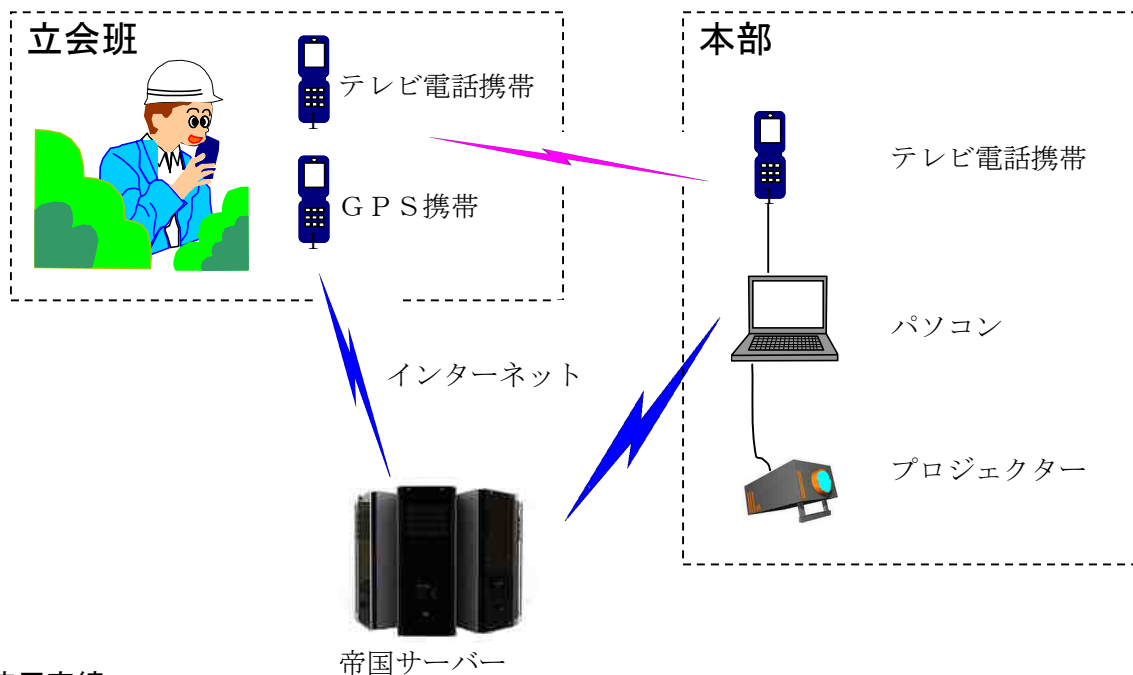 立会班
テレビ電話携帯
ＧＰＳ携帯
本部
テレビ電話携帯
パソコン
プロジェクター
インターネット
帝国サーバー